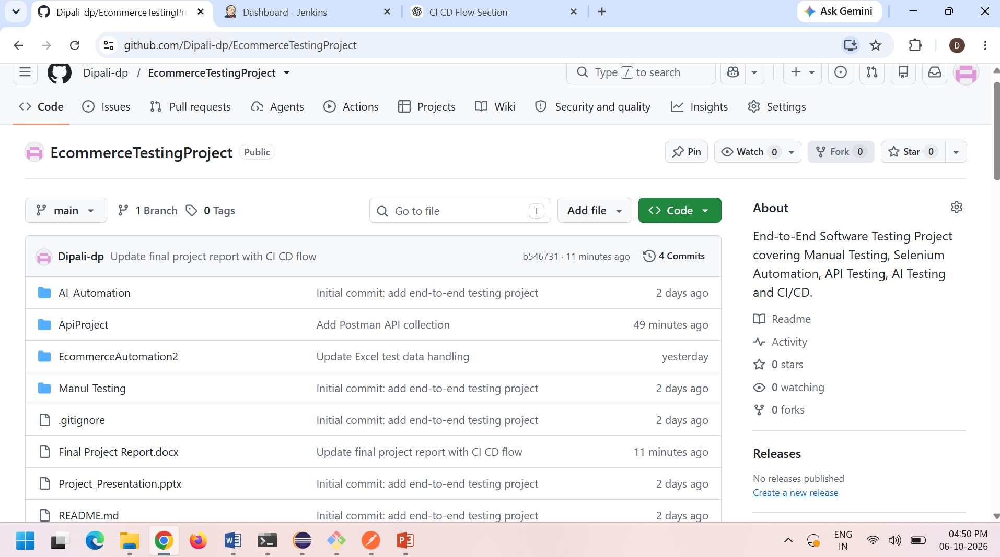 Dipali-dp/EcommerceTestingPro
Dashboard - Jenkins
CI CD Flow Section
Ask Gemini
github.com/Dipali-dp/EcommerceTestingProject
D
Dipali-dp / EcommerceTestingProject
Type / to search
Code
Issues
Pull requests
Agents
Actions
Projects
Wiki
Security and quality
Insights
Settings
EcommerceTestingProject Public
Pin
Watch 0
Fork 0
Star 0
main
1 Branch
0 Tags
Go to file T
Add file
Code
Dipali-dp Update final project report with CI CD flow b546731 · 11 minutes ago 4 Commits
AI_Automation Initial commit: add end-to-end testing project 2 days ago
ApiProject Add Postman API collection 49 minutes ago
EcommerceAutomation2 Update Excel test data handling yesterday
Manul Testing Initial commit: add end-to-end testing project 2 days ago
.gitignore Initial commit: add end-to-end testing project 2 days ago
Final Project Report.docx Update final project report with CI CD flow 11 minutes ago
Project_Presentation.pptx Initial commit: add end-to-end testing project 2 days ago
README.md Initial commit: add end-to-end testing project 2 days ago
About
End-to-End Software Testing Project
covering Manual Testing, Selenium
Automation, API Testing, AI Testing
and CI/CD.
Readme
Activity
0 stars
0 watching
0 forks
Releases
No releases published
Create a new release
ENG
IN
04:50 PM
06-10-2026